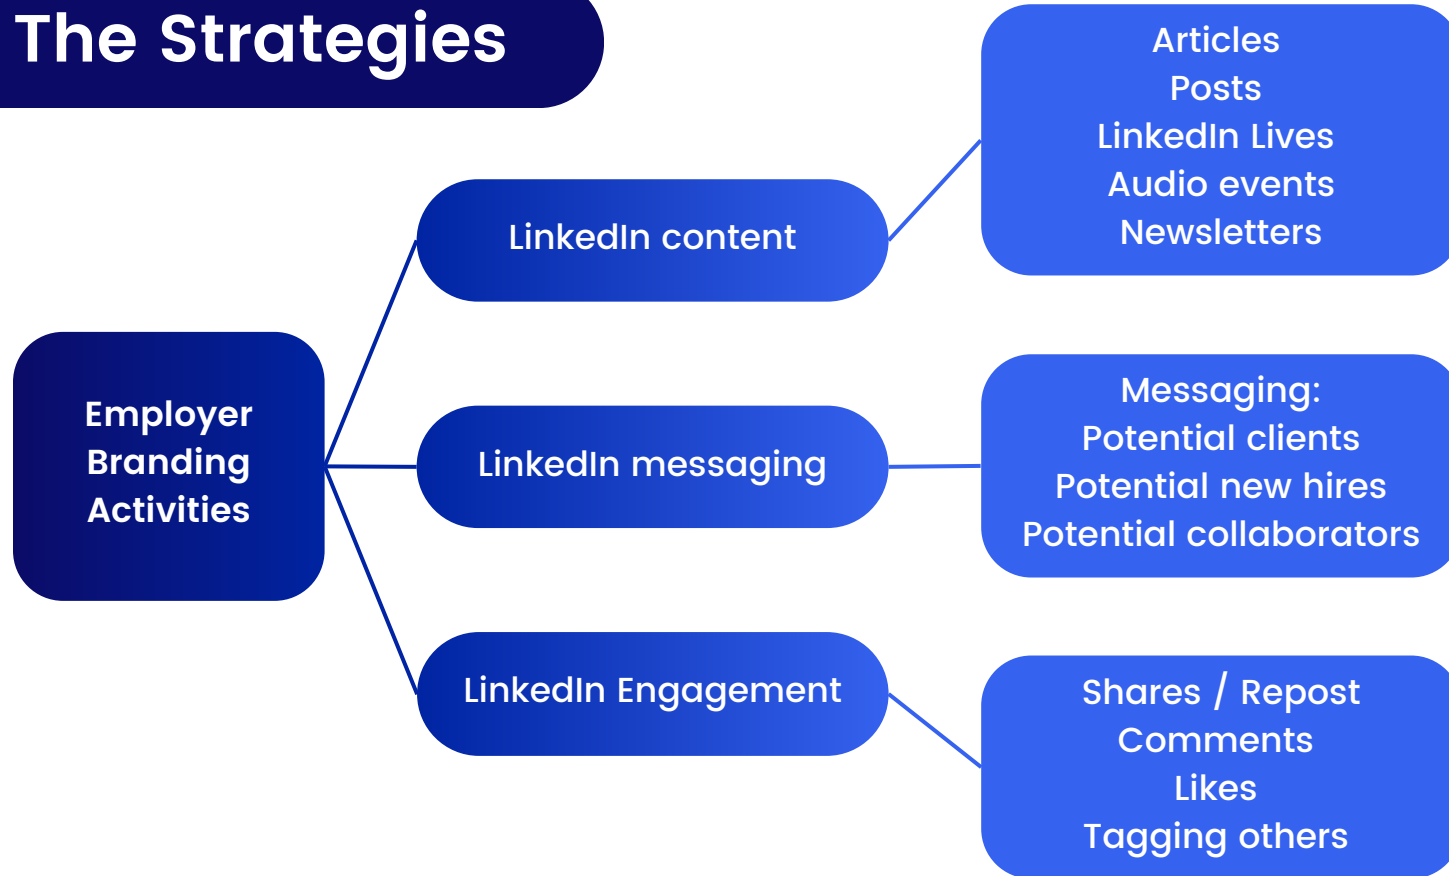 The Strategies
Employer
Branding
Activities
LinkedIn content
Articles
Posts
LinkedIn Lives
Audio events
Newsletters
LinkedIn messaging
Messaging:
Potential clients
Potential new hires
Potential collaborators
LinkedIn Engagement
Shares / Repost
Comments
Likes
Tagging others